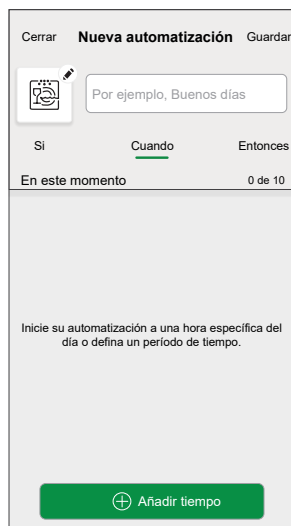 Cerrar Nueva automatización Guardar
Por ejemplo, Buenos días
Si Cuando Entonces
En este momento 0 de 10
Inicie su automatización a una hora específica del
día o defina un período de tiempo.
Añadir tiempo